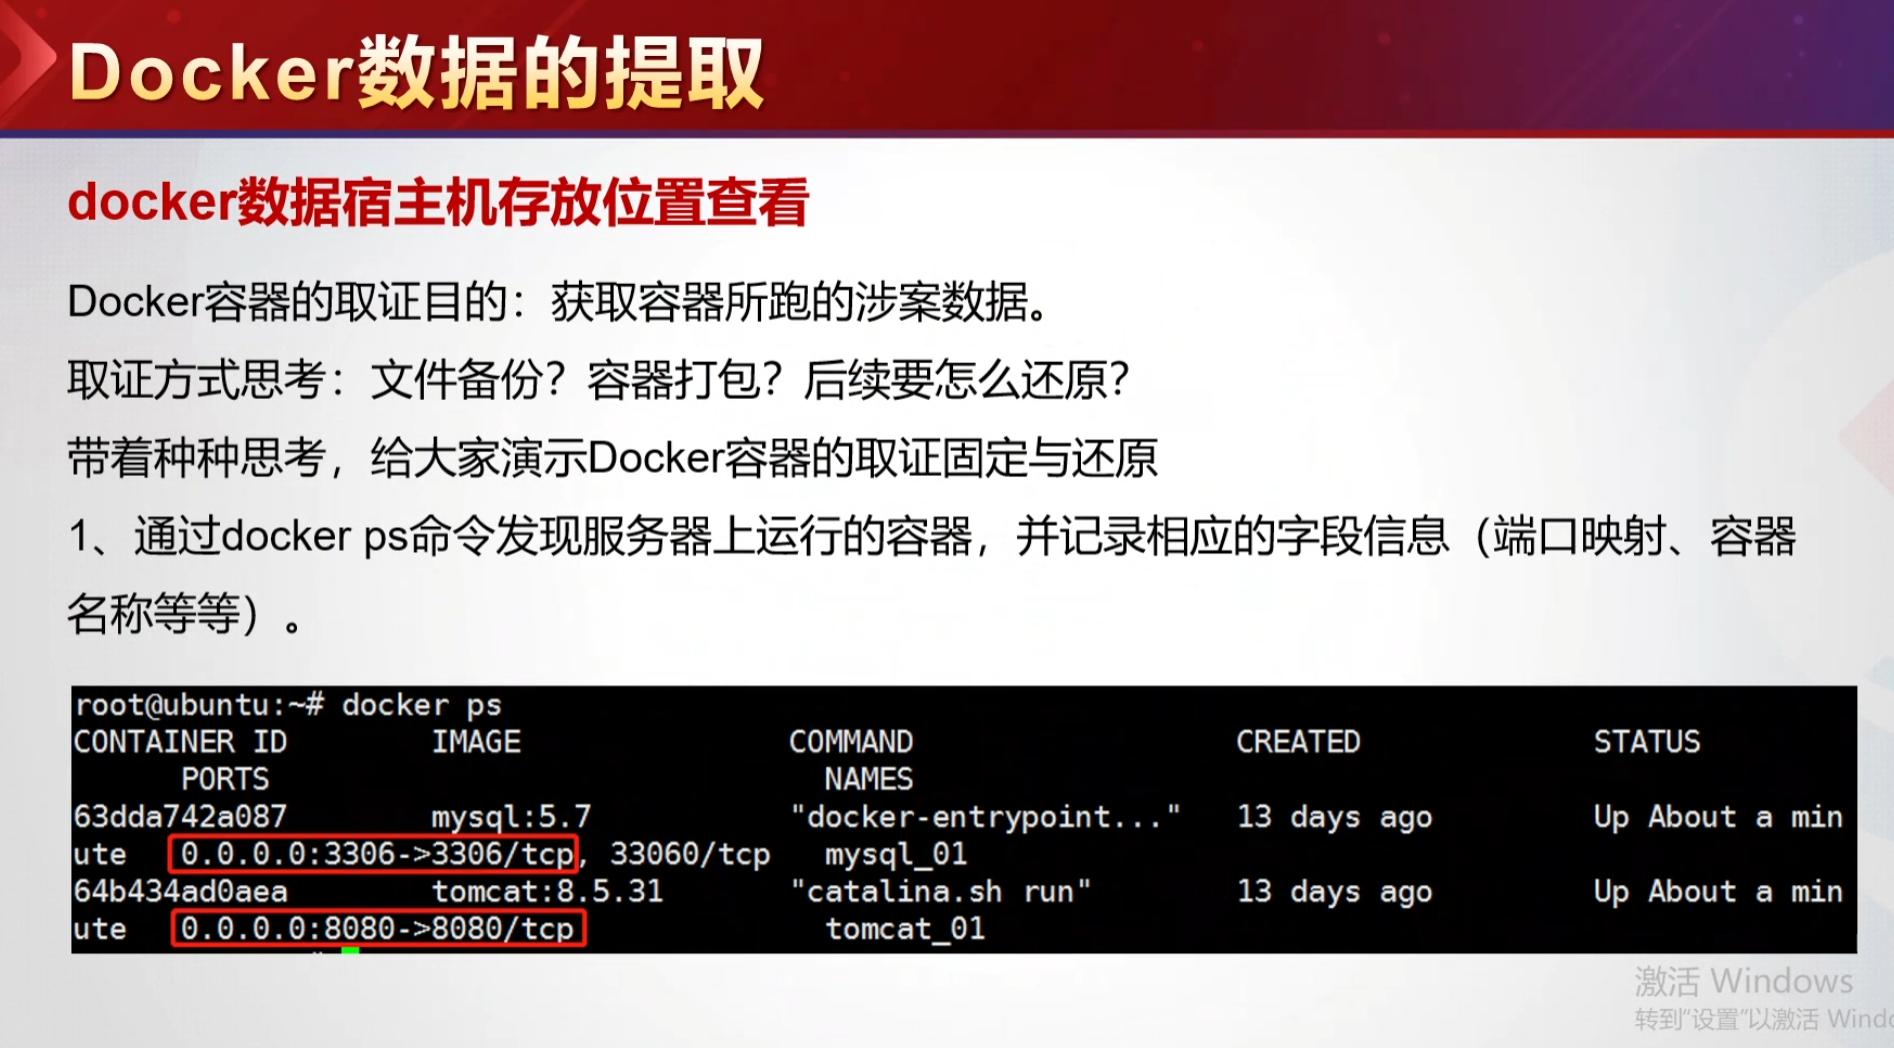 Docker数据的提取
docker数据宿主机存放位置查看
Docker容器的取证目的：获取容器所跑的涉案数据。
取证方式思考：文件备份？容器打包？后续要怎么还原？
带着种种思考，给大家演示Docker容器的取证固定与还原
1、通过docker ps命令发现服务器上运行的容器，并记录相应的字段信息（端口映射、容器
名称等等）。
root@ubuntu:~# docker ps
CONTAINER ID IMAGE COMMAND CREATED STATUS
PORTS NAMES
63dda742a087 mysql:5.7 "docker-entrypoint..." 13 days ago Up About a min
ute 0.0.0.0:3306->3306/tcp, 33060/tcp mysql_01
64b434ad0aea tomcat:8.5.31 "catalina.sh run" 13 days ago Up About a min
ute 0.0.0.0:8080->8080/tcp tomcat_01
激活 Windows
转到"设置"以激活 Windo